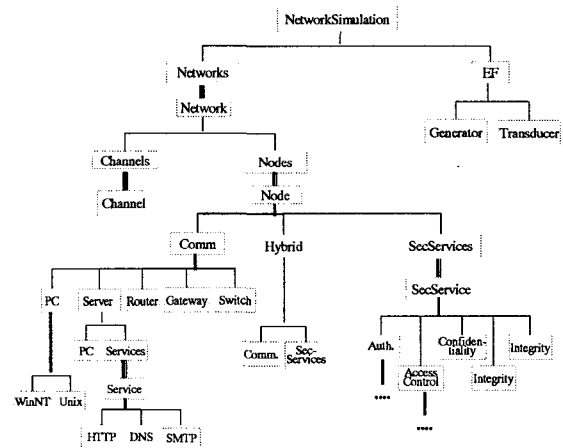 NetworkSimulation
Networks
EF
Network
Generator
Transducer
Channels
Nodes
Channel
Node
Comm
Hybrid
SecServices
SecService
PC
Server
Router
Gateway
Switch
Auth.
Confiden-
tiality
Integrity
PC
Services
Comm.
Sec-
Services
Access
Control
Integrity
....
WinNT
Unix
Service
....
HTTP
DNS
SMTP